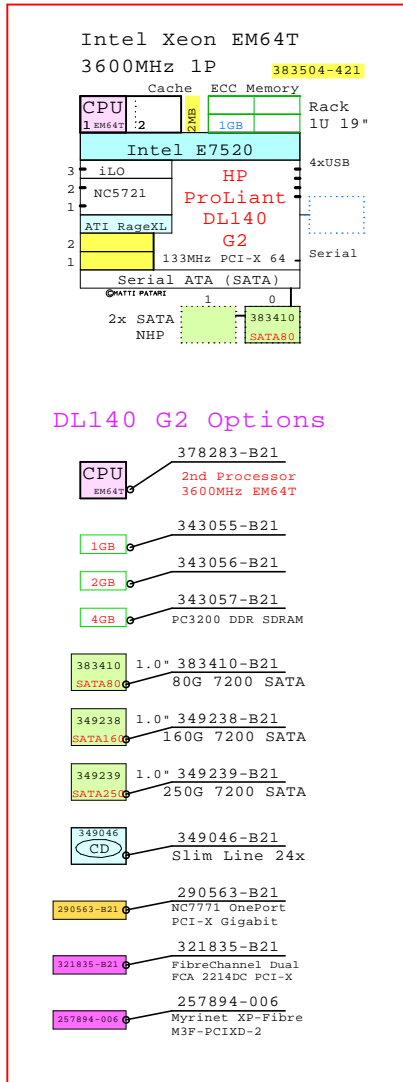 Intel Xeon EM64T
3600MHz 1P
383504-421
Cache ECC Memory
CPU
1 EM64T 2
2MB
1GB
Rack
1U 19"
Intel E7520
4xUSB
3 iLO
2 NC5721
1
HP
ProLiant
DL140
G2
ATI RageXL
2
1
133MHz PCI-X 64
Serial
Serial ATA (SATA)
©MATTI PATARI
1 0
2x SATA
NHP
383410
SATA80
DL140 G2 Options
378283-B21
CPU
EM64T
2nd Processor
3600MHz EM64T
343055-B21
1GB
343056-B21
2GB
343057-B21
4GB
PC3200 DDR SDRAM
383410 1.0" 383410-B21
SATA80 80G 7200 SATA
349238 1.0" 349238-B21
SATA160 160G 7200 SATA
349239 1.0" 349239-B21
SATA250 250G 7200 SATA
349046
CD
349046-B21
Slim Line 24x
290563-B21
290563-B21
NC7771 OnePort
PCI-X Gigabit
321835-B21
321835-B21
FibreChannel Dual
FCA 2214DC PCI-X
257894-006
257894-006
Myrinet XP-Fibre
M3F-PCIXD-2